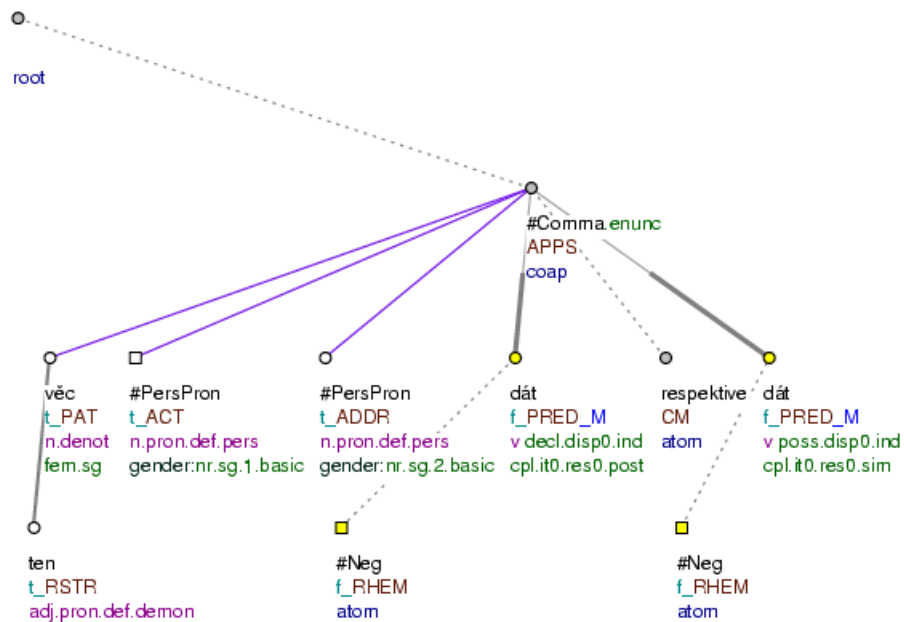 root
#Comma.enunc
APPS
coap
věc
t_PAT
n.denot
fem.sg
#PersPron
t_ACT
n.pron.def.pers
gender:nr.sg.1.basic
#PersPron
t_ADDR
n.pron.def.pers
gender:nr.sg.2.basic
dát
f_PRED_M
v decl.disp0.ind
cpl.it0.res0.post
respektive
CM
atom
dát
f_PRED_M
v poss.disp0.ind
cpl.it0.res0.sim
ten
t_RSTR
adj.pron.def.demon
#Neg
f_RHEM
atom
#Neg
f_RHEM
atom